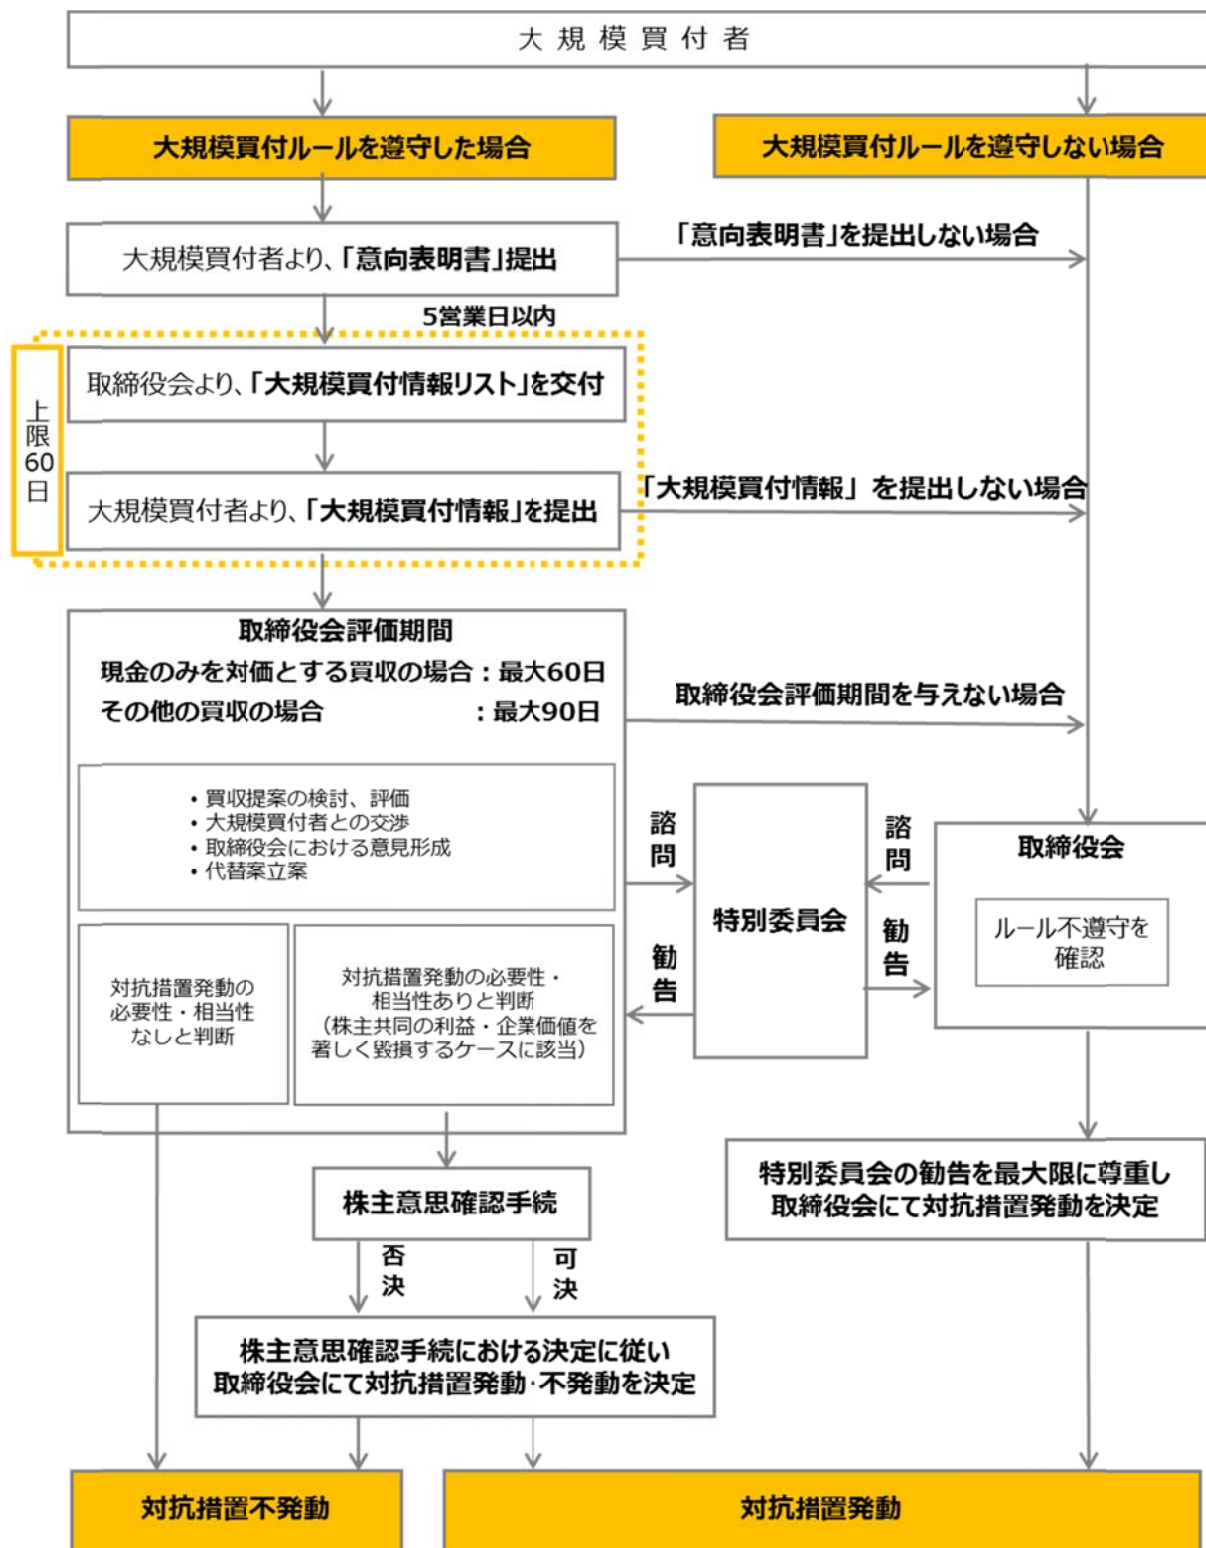 大規模買付者
大規模買付ルールを遵守した場合
大規模買付ルールを遵守しない場合
大規模買付者より、「意向表明書」提出
「意向表明書」を提出しない場合
5営業日以内
上限60日
取締役会より、「大規模買付情報リスト」を交付
大規模買付者より、「大規模買付情報」を提出
「大規模買付情報」を提出しない場合
取締役会評価期間
現金のみを対価とする買収の場合：最大60日
その他の買収の場合　　　　　　：最大90日
取締役会評価期間を与えない場合
• 買収提案の検討、評価
• 大規模買付者との交渉
• 取締役会における意見形成
• 代替案立案
諮問
勧告
特別委員会
諮問
勧告
取締役会
ルール不遵守を
確認
対抗措置発動の
必要性・相当性
なしと判断
対抗措置発動の必要性・
相当性ありと判断
（株主共同の利益・企業価値を
著しく毀損するケースに該当）
株主意思確認手続
特別委員会の勧告を最大限に尊重し
取締役会にて対抗措置発動を決定
否決
可決
株主意思確認手続における決定に従い
取締役会にて対抗措置発動・不発動を決定
対抗措置不発動
対抗措置発動